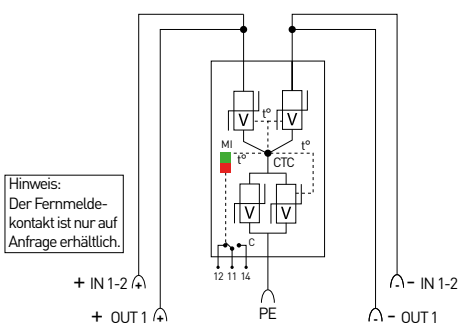 t°
V
V
MI
t°
CTC
t°
Hinweis:
Der Fernmelde-
kontakt ist nur auf
Anfrage erhältlich.
V
V
C
12 11 14
+ IN 1-2 +
- - IN 1-2
PE
+ OUT 1 +
- - OUT 1